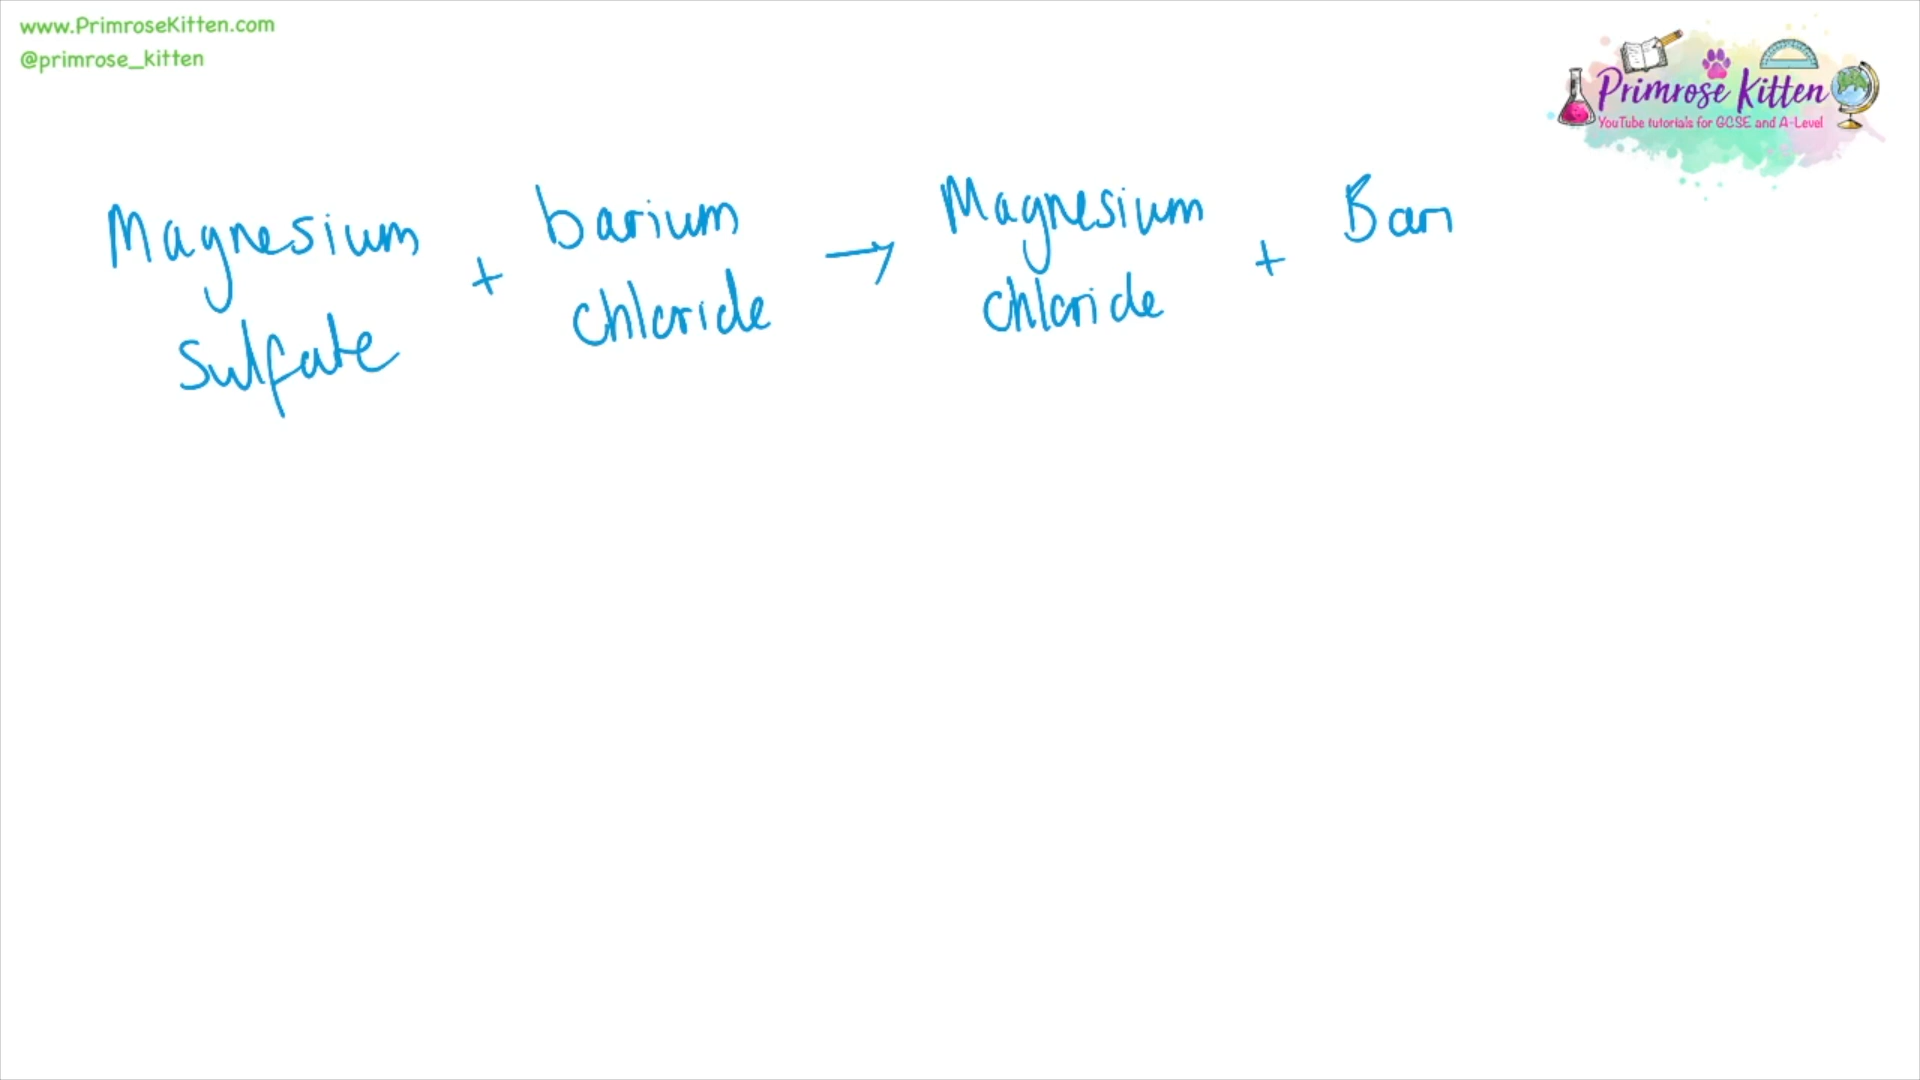 www.PrimroseKitten.com
@primrose_kitten
Primrose Kitten
YouTube tutorials for GCSE and A-Level
Magnesium + barium → Magnesium + Bari
sulfate chloride chloride